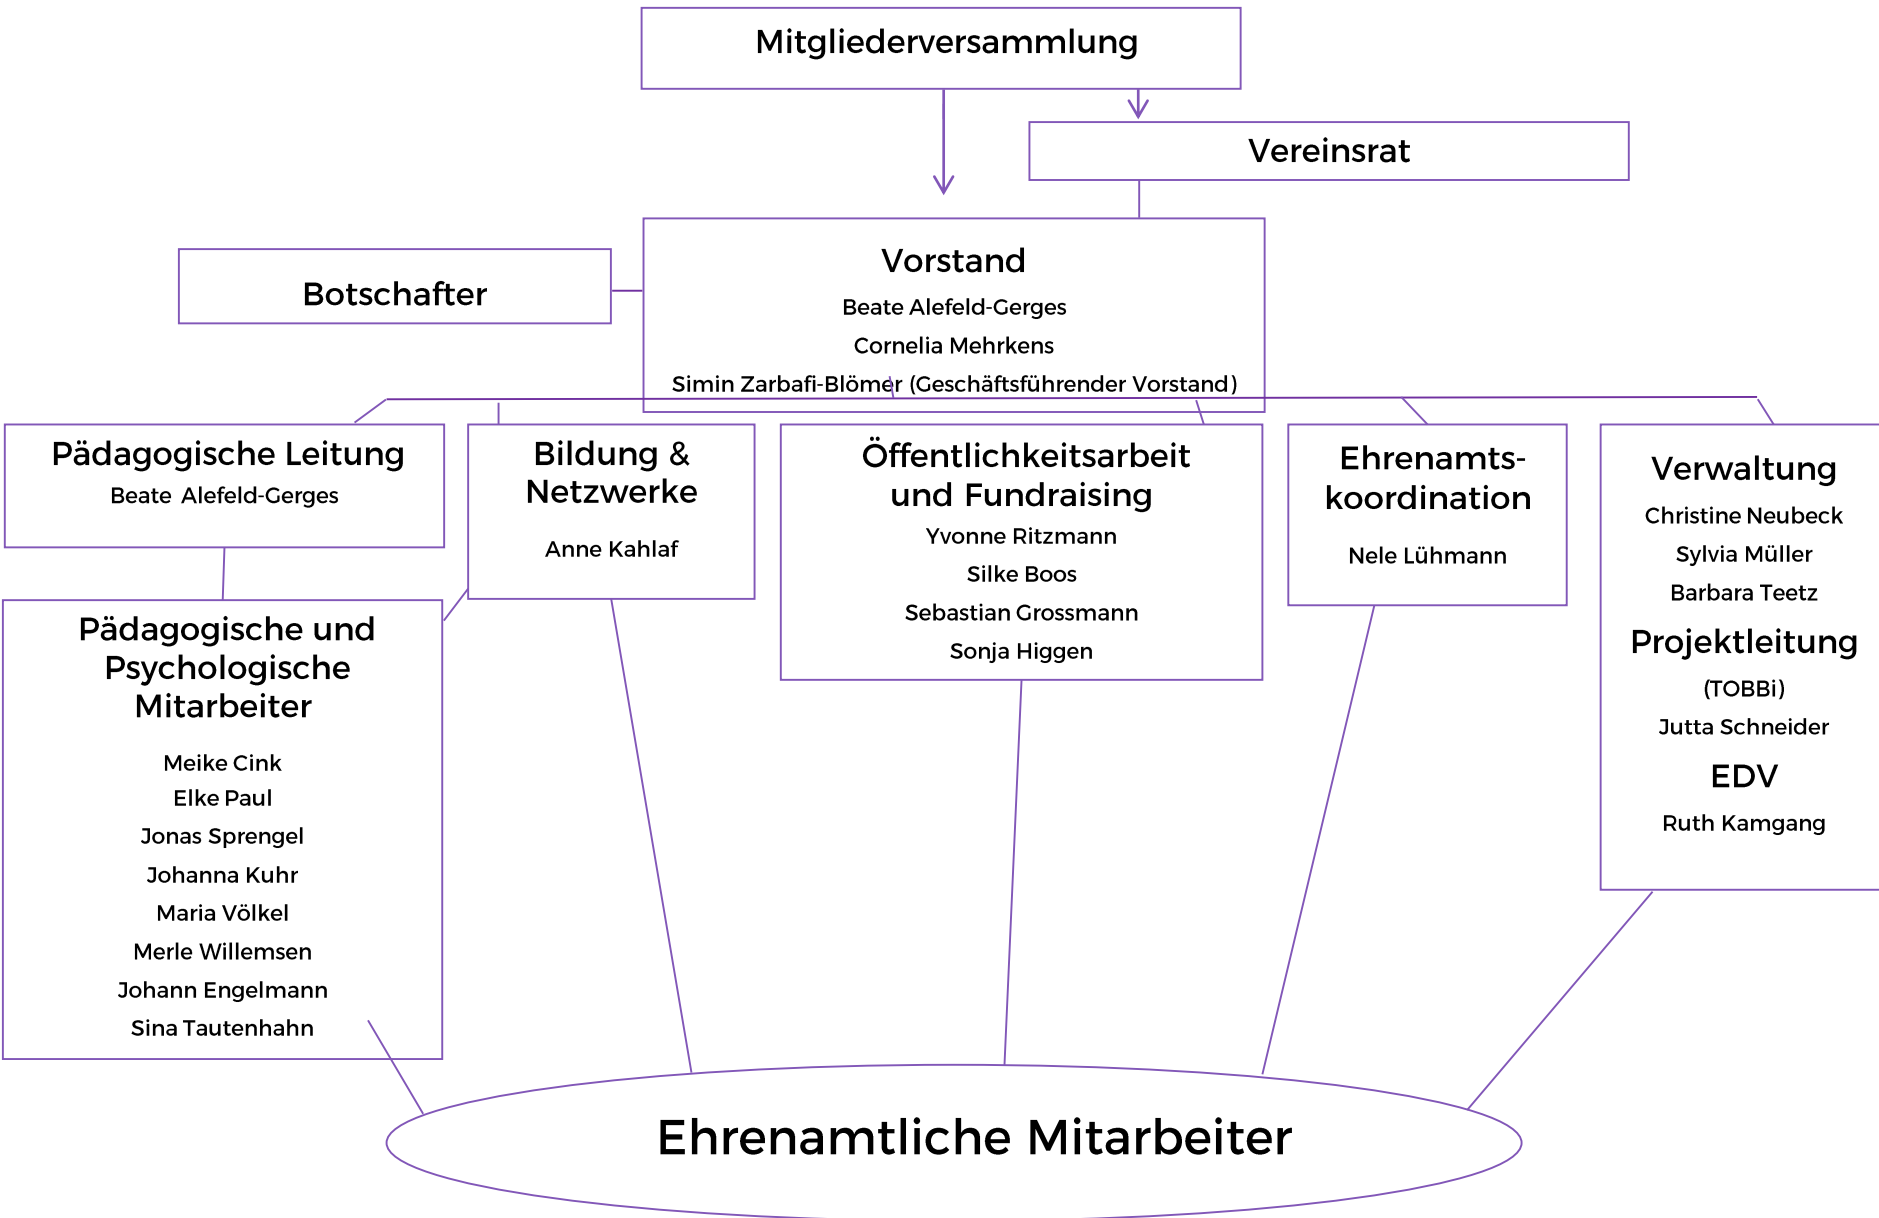 Mitgliederversammlung
Vereinsrat
Vorstand
Beate Alefeld-Gerges
Cornelia Mehrkens
Simin Zarbafi-Blömer (Geschäftsführender Vorstand)
Botschafter
Pädagogische Leitung
Beate Alefeld-Gerges
Bildung &
Netzwerke
Anne Kahlaf
Öffentlichkeitsarbeit
und Fundraising
Yvonne Ritzmann
Silke Boos
Sebastian Grossmann
Sonja Higgen
Ehrenamts-
koordination
Nele Lühmann
Verwaltung
Christine Neubeck
Sylvia Müller
Barbara Teetz
Projektleitung
(TOBBi)
Jutta Schneider
EDV
Ruth Kamgang
Pädagogische und
Psychologische
Mitarbeiter
Meike Cink
Elke Paul
Jonas Sprengel
Johanna Kuhr
Maria Völkel
Merle Willemsen
Johann Engelmann
Sina Tautenhahn
Ehrenamtliche Mitarbeiter